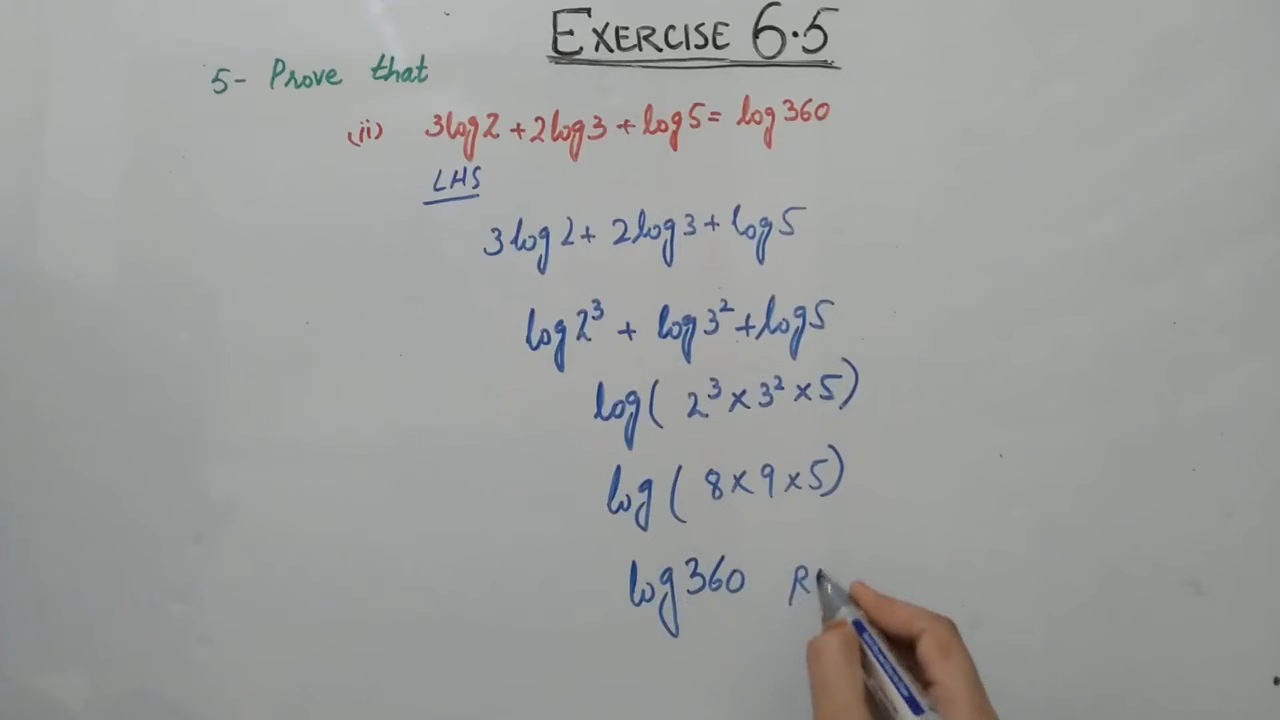 EXERCISE 6.5
5- Prove that
(ii) 3log2 + 2log3 + log5 = log360
LHS
3log2 + 2log3 + log5
log2³ + log3² + log5
log( 2³ × 3² × 5)
log( 8 × 9 × 5)
log360 R